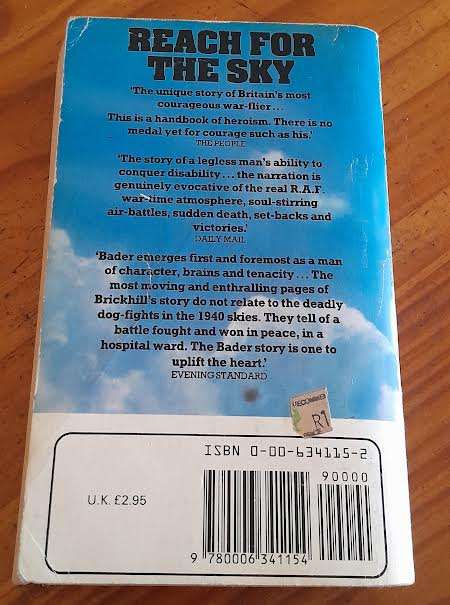 REACH FOR
THE SKY
'The unique story of Britain's most
courageous war-flier...
This is a handbook of heroism. There is no
medal yet for courage such as his.'
THE PEOPLE
'The story of a legless man's ability to
conquer disability... the narration is
genuinely evocative of the real R.A.F.
war-time atmosphere, soul-stirring
air-battles, sudden death, set-backs and
victories.'
DAILY MAIL
'Bader emerges first and foremost as a man
of character, brains and tenacity... The
most moving and enthralling pages of
Brickhill's story do not relate to the deadly
dog-fights in the 1940 skies. They tell of a
battle fought and won in peace, in a
hospital ward. The Bader story is one to
uplift the heart.'
EVENING STANDARD
R1
ISBN 0-00-634115-2
90000
U.K. £2.95
9 780006 341154